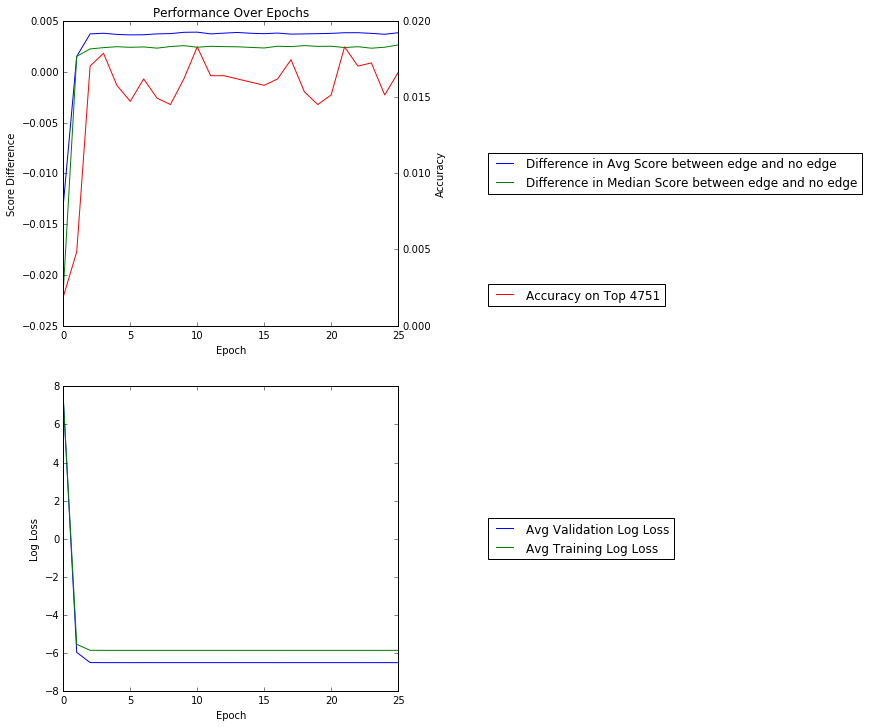 Performance Over Epochs
0.005
0.000
−0.005
−0.010
−0.015
−0.020
−0.025
Score Difference
0.020
0.015
0.010
0.005
0.000
Accuracy
0 5 10 15 20 25
Epoch
Difference in Avg Score between edge and no edge
Difference in Median Score between edge and no edge
Accuracy on Top 4751
8
6
4
2
0
−2
−4
−6
−8
Log Loss
0 5 10 15 20 25
Epoch
Avg Validation Log Loss
Avg Training Log Loss